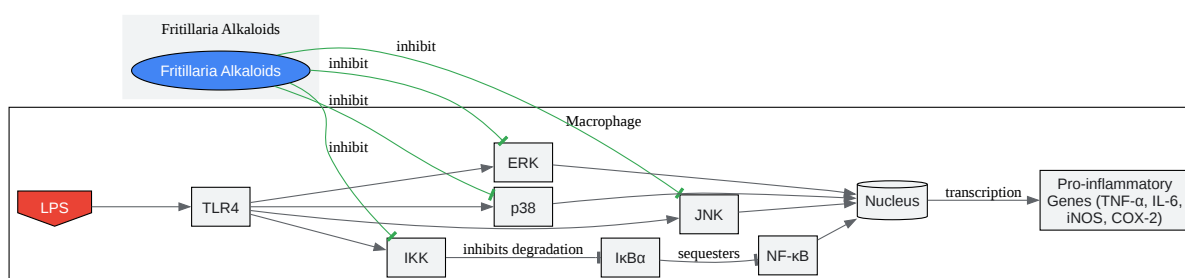 Fritillaria Alkaloids
Fritillaria Alkaloids
inhibit
inhibit
inhibit
Macrophage
inhibit
ERK
LPS
TLR4
p38
JNK
Nucleus
transcription
Pro-inflammatory
Genes (TNF-α, IL-6,
iNOS, COX-2)
IKK
inhibits degradation
IκBα
sequesters
NF-κB